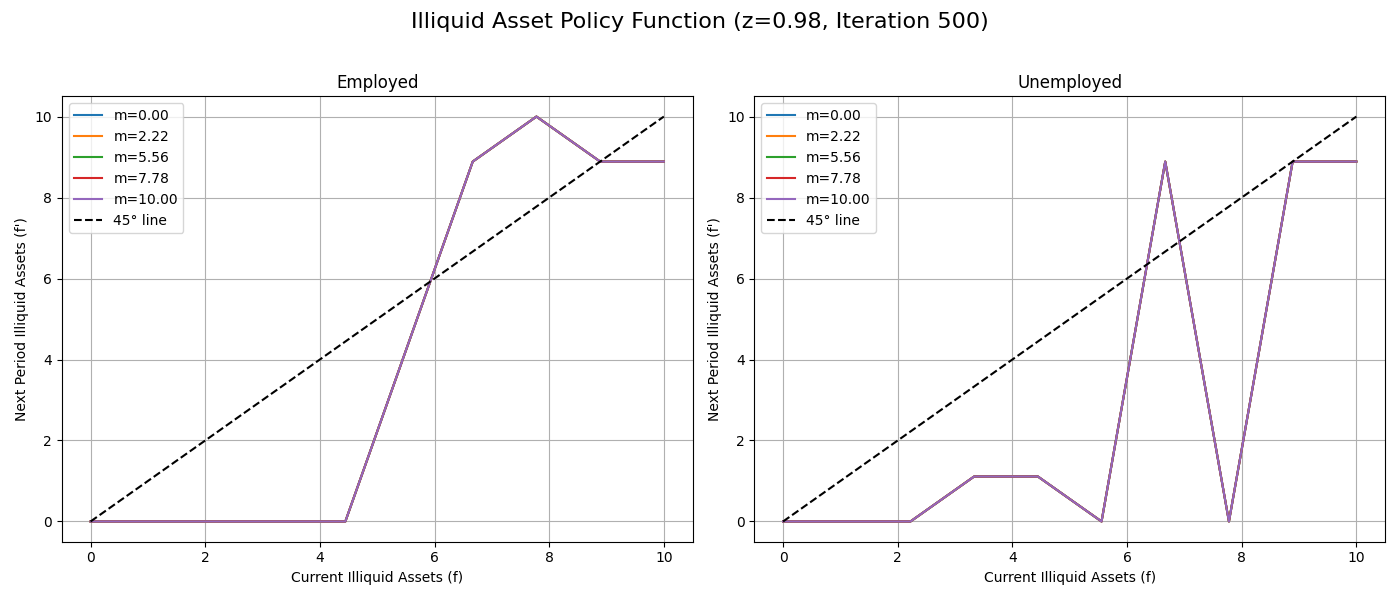 Illiquid Asset Policy Function (z=0.98, Iteration 500)
Employed
m=0.00
m=2.22
m=5.56
m=7.78
m=10.00
45° line
10
8
6
4
2
0
Next Period Illiquid Assets (f')
0
2
4
6
8
10
Current Illiquid Assets (f)
Unemployed
m=0.00
m=2.22
m=5.56
m=7.78
m=10.00
45° line
10
8
6
4
2
0
Next Period Illiquid Assets (f')
0
2
4
6
8
10
Current Illiquid Assets (f)